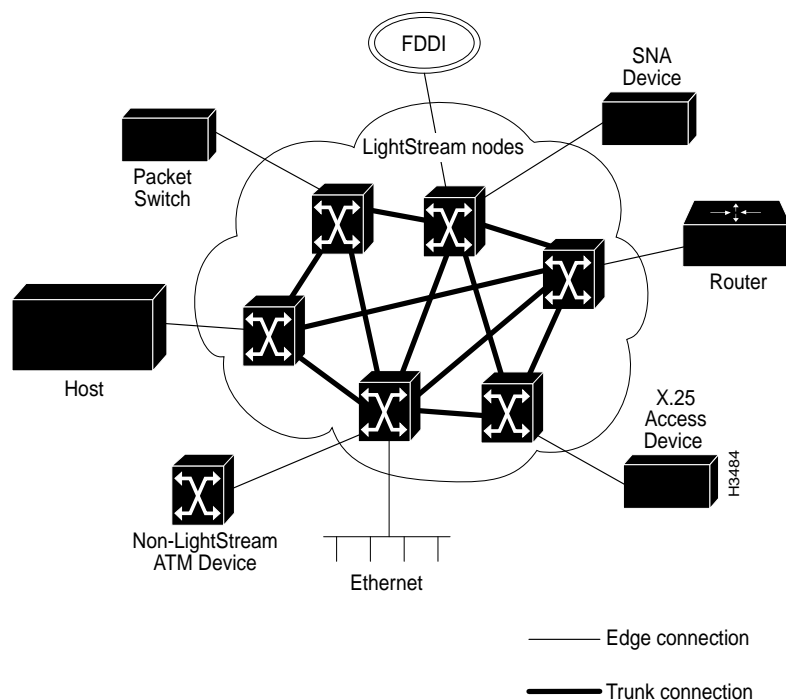 FDDI
SNA
Device
LightStream nodes
Packet
Switch
Router
Host
X.25
Access
Device
H3484
Non-LightStream
ATM Device
Ethernet
Edge connection
Trunk connection